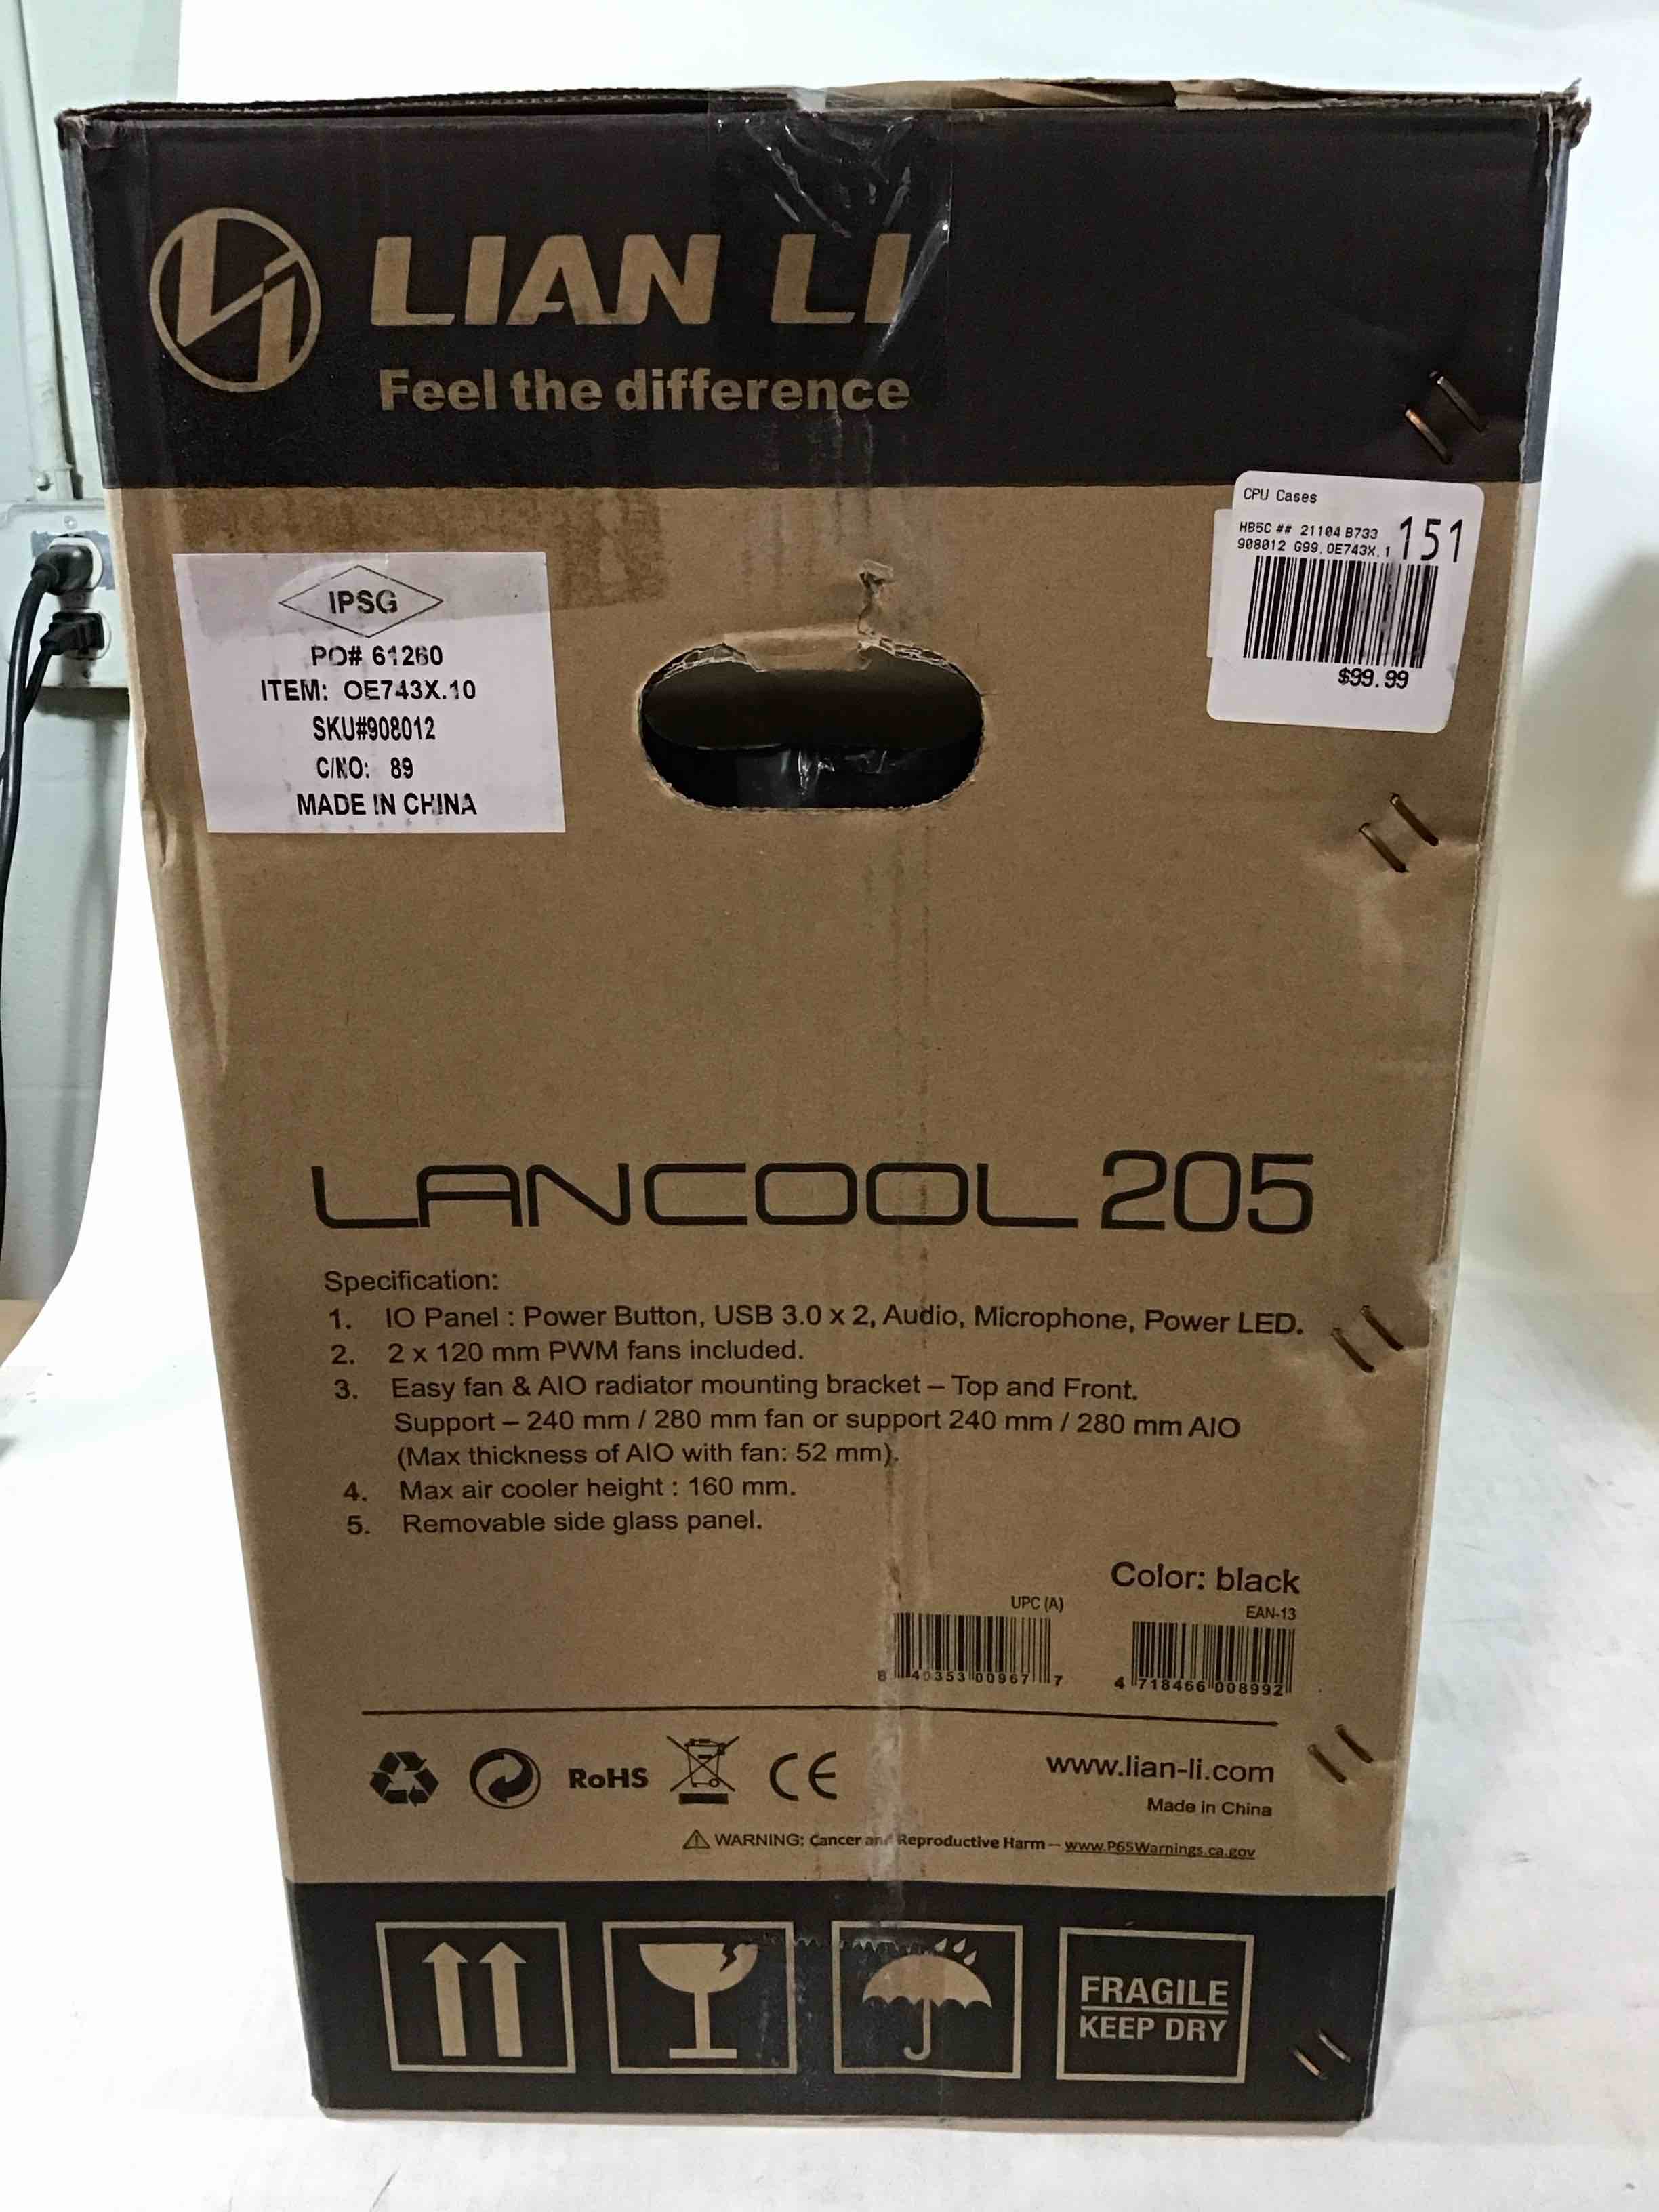 LIAN LI
Feel the difference
CPU Cases
HB5C ## 21104 B733
908012 G99.OE743X.1
151
$99.99
IPSG
PO# 61260
ITEM: OE743X.10
SKU#908012
C/NO: 89
MADE IN CHINA
LANCOOL 205
Specification:
1. IO Panel : Power Button, USB 3.0 x 2, Audio, Microphone, Power LED.
2. 2 x 120 mm PWM fans included.
3. Easy fan & AIO radiator mounting bracket – Top and Front.
Support – 240 mm / 280 mm fan or support 240 mm / 280 mm AIO
(Max thickness of AIO with fan: 52 mm).
4. Max air cooler height : 160 mm.
5. Removable side glass panel.
Color: black
UPC (A)
EAN-13
8 40353 00967 7
4 718466 008992
RoHS
CE
www.lian-li.com
Made in China
WARNING: Cancer and Reproductive Harm – www.P65Warnings.ca.gov
FRAGILE
KEEP DRY